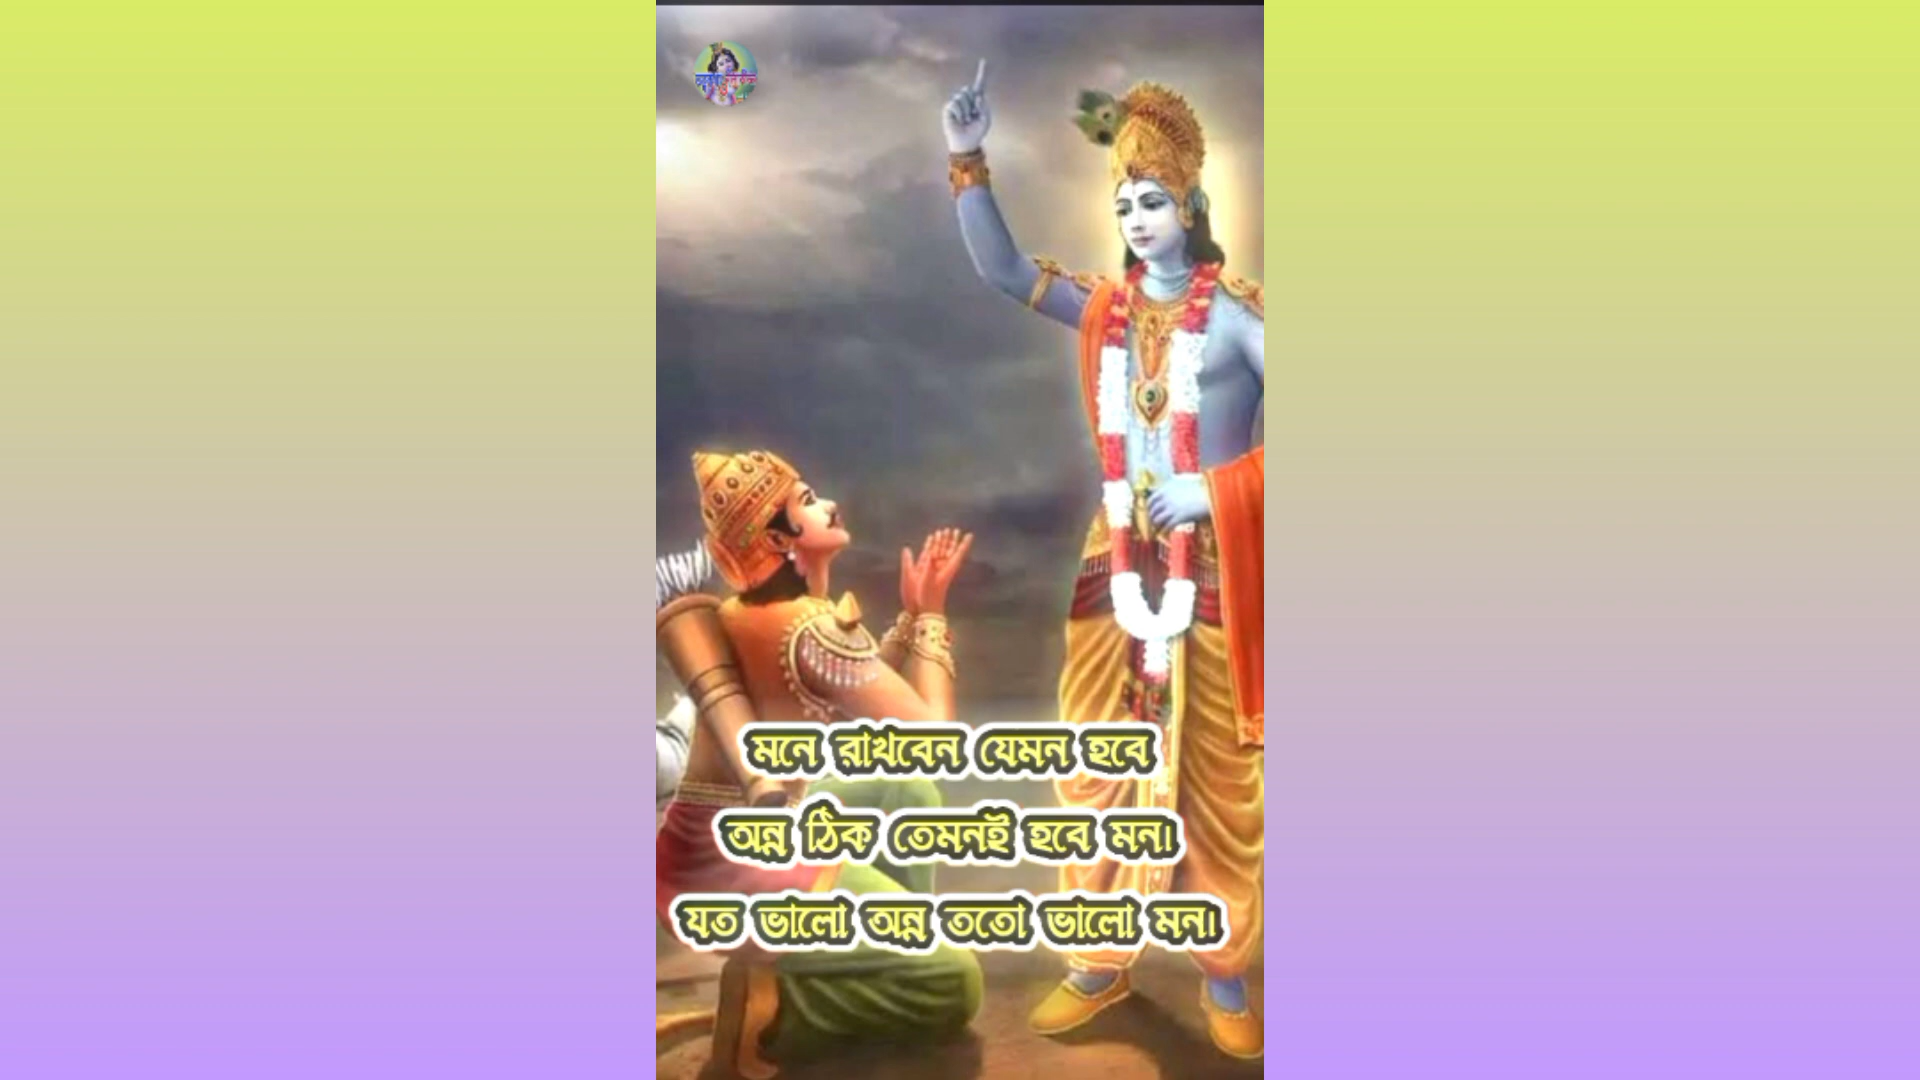 মনে রাখবেন যেমন হবে
অন্ন ঠিক তেমনই হবে মন।
যত ভালো অন্ন ততো ভালো মন।